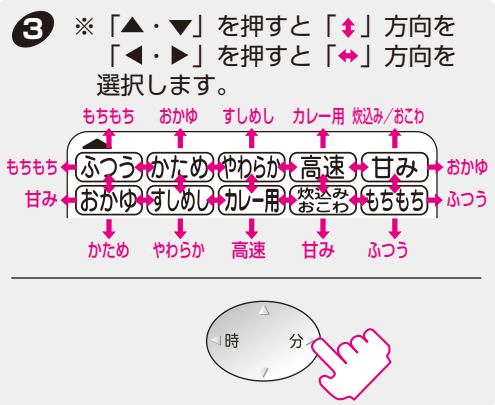 3 ※「▲・▼」を押すと「↕」方向を
「◀・▶」を押すと「↔」方向を
選択します。
もちもち おかゆ すしめし カレー用 炊込み/おこわ
もちもち ふつう かため やわらか 高速 甘み おかゆ
甘み おかゆ すしめし カレー用 炊込みおこわ もちもち ふつう
かため やわらか 高速 甘み ふつう
時 分